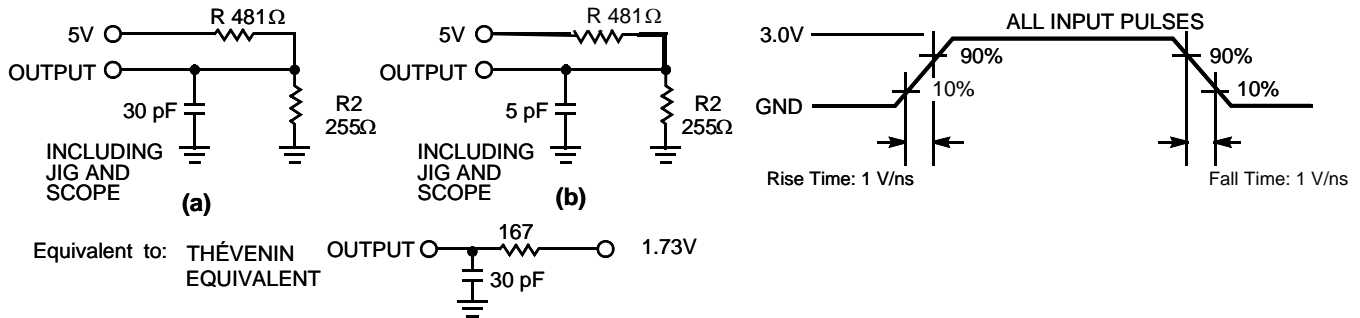 R 481Ω
5V
OUTPUT
30 pF
R2
255Ω
INCLUDING
JIG AND
SCOPE
(a)
R 481Ω
5V
OUTPUT
5 pF
R2
255Ω
INCLUDING
JIG AND
SCOPE
(b)
ALL INPUT PULSES
3.0V
90%
10%
GND
90%
10%
Rise Time: 1 V/ns
Fall Time: 1 V/ns
Equivalent to: THÉVENIN
EQUIVALENT
OUTPUT
167
1.73V
30 pF